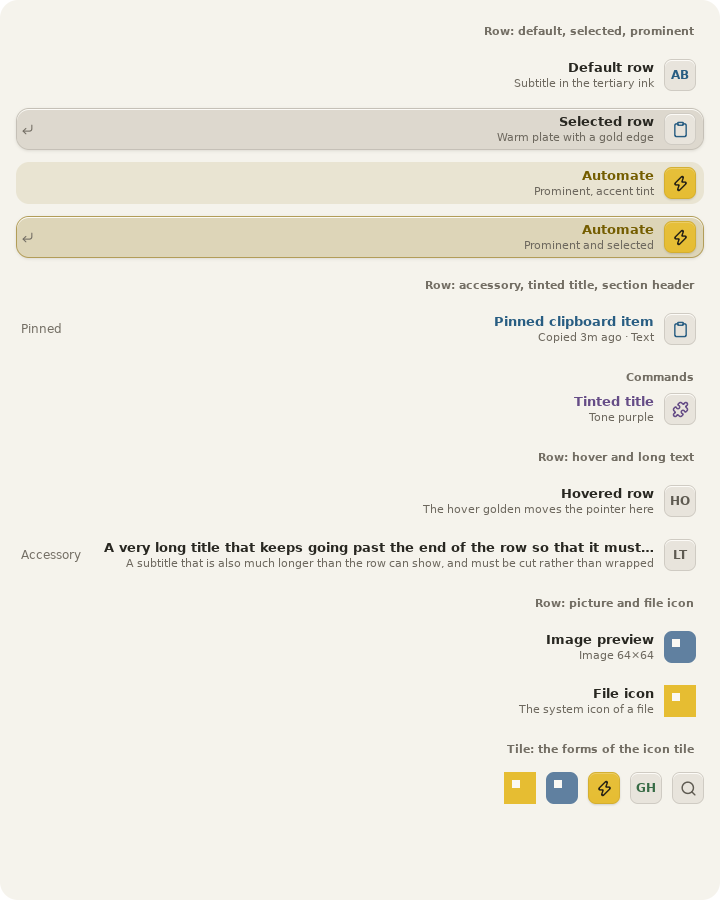 Row: default, selected, prominent
Default row
Subtitle in the tertiary ink
AB
Selected row
Warm plate with a gold edge
Automate
Prominent, accent tint
Automate
Prominent and selected
Row: accessory, tinted title, section header
Pinned clipboard item
Copied 3m ago · Text
Pinned
Commands
Tinted title
Tone purple
Row: hover and long text
Hovered row
The hover golden moves the pointer here
HO
A very long title that keeps going past the end of the row so that it must…
A subtitle that is also much longer than the row can show, and must be cut rather than wrapped
Accessory
LT
Row: picture and file icon
Image preview
Image 64×64
File icon
The system icon of a file
Tile: the forms of the icon tile
GH